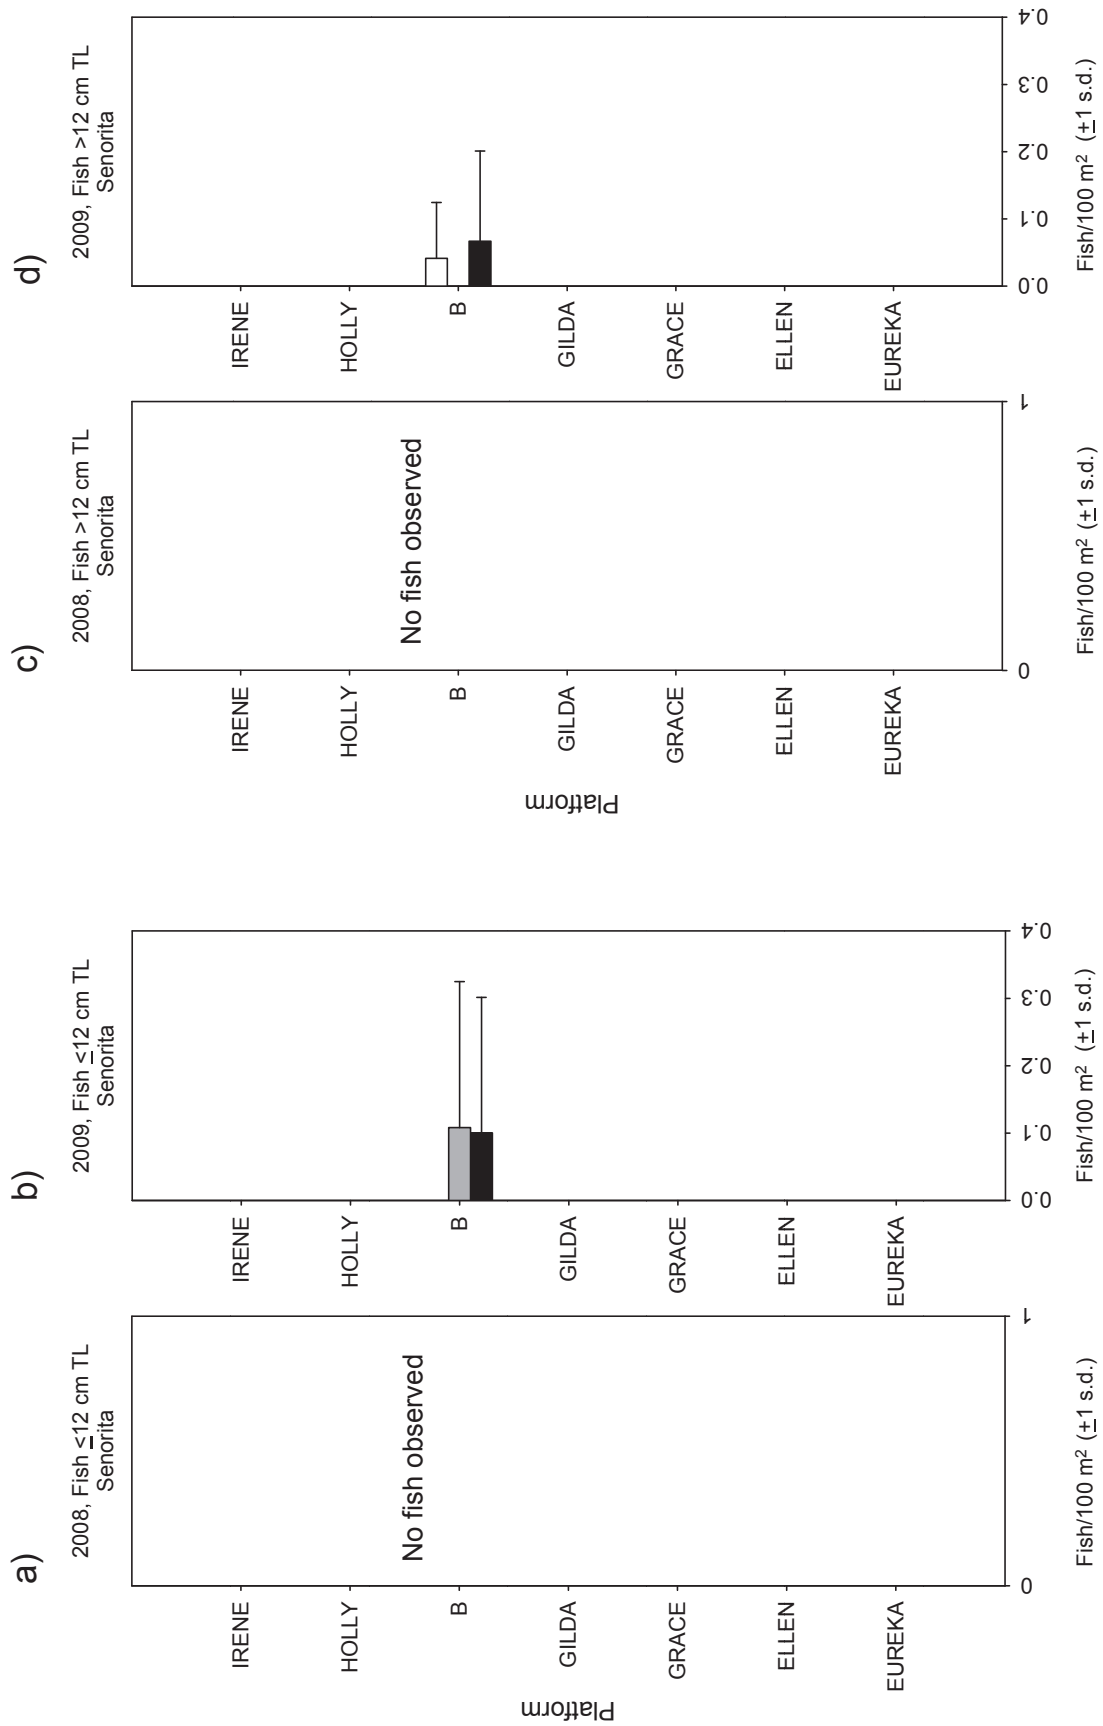 a)
2008, Fish <12 cm TL
Senorita
Platform
IRENE
HOLLY
B
GILDA
GRACE
ELLEN
EUREKA
No fish observed
0
1
Fish/100 m² (±1 s.d.)
b)
2009, Fish <12 cm TL
Senorita
IRENE
HOLLY
B
GILDA
GRACE
ELLEN
EUREKA
0.0
0.1
0.2
0.3
0.4
Fish/100 m² (±1 s.d.)
c)
2008, Fish >12 cm TL
Senorita
Platform
IRENE
HOLLY
B
GILDA
GRACE
ELLEN
EUREKA
No fish observed
0
1
Fish/100 m² (±1 s.d.)
d)
2009, Fish >12 cm TL
Senorita
IRENE
HOLLY
B
GILDA
GRACE
ELLEN
EUREKA
0.0
0.1
0.2
0.3
0.4
Fish/100 m² (±1 s.d.)